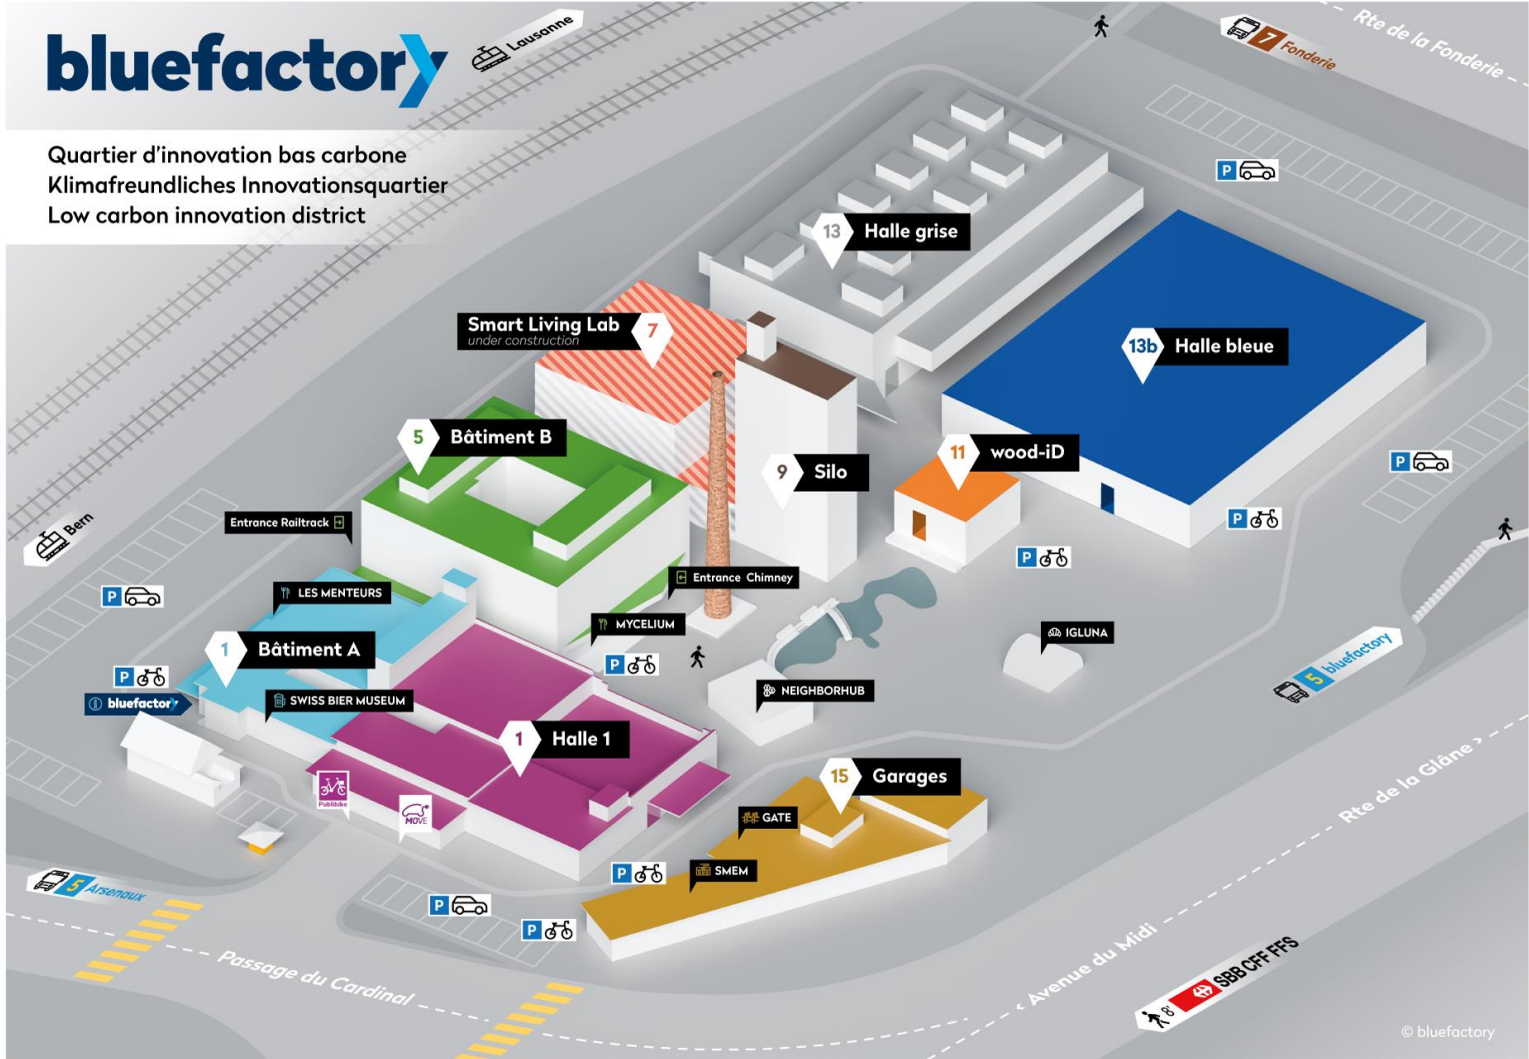 bluefactory
Lausanne
7 Fonderie
Rte de la Fonderie
Quartier d'innovation bas carbone
Klimafreundliches Innovationsquartier
Low carbon innovation district
P
13 Halle grise
Smart Living Lab 7
under construction
13b Halle bleue
5 Bâtiment B
9 Silo
11 wood-iD
P
P
Entrance Railtrack
Bern
P
Entrance Chimney
LES MENTEURS
P
MYCELIUM
IGLUNA
1 Bâtiment A
P
P
5 bluefactory
SWISS BIER MUSEUM
NEIGHBORHUB
bluefactory
1 Halle 1
15 Garages
Publibike
MOVE
GATE
Rte de la Glâne >
SMEM
P
5 Arsenaux
P
P
Passage du Cardinal
< Avenue du Midi
8' SBB CFF FFS
© bluefactory